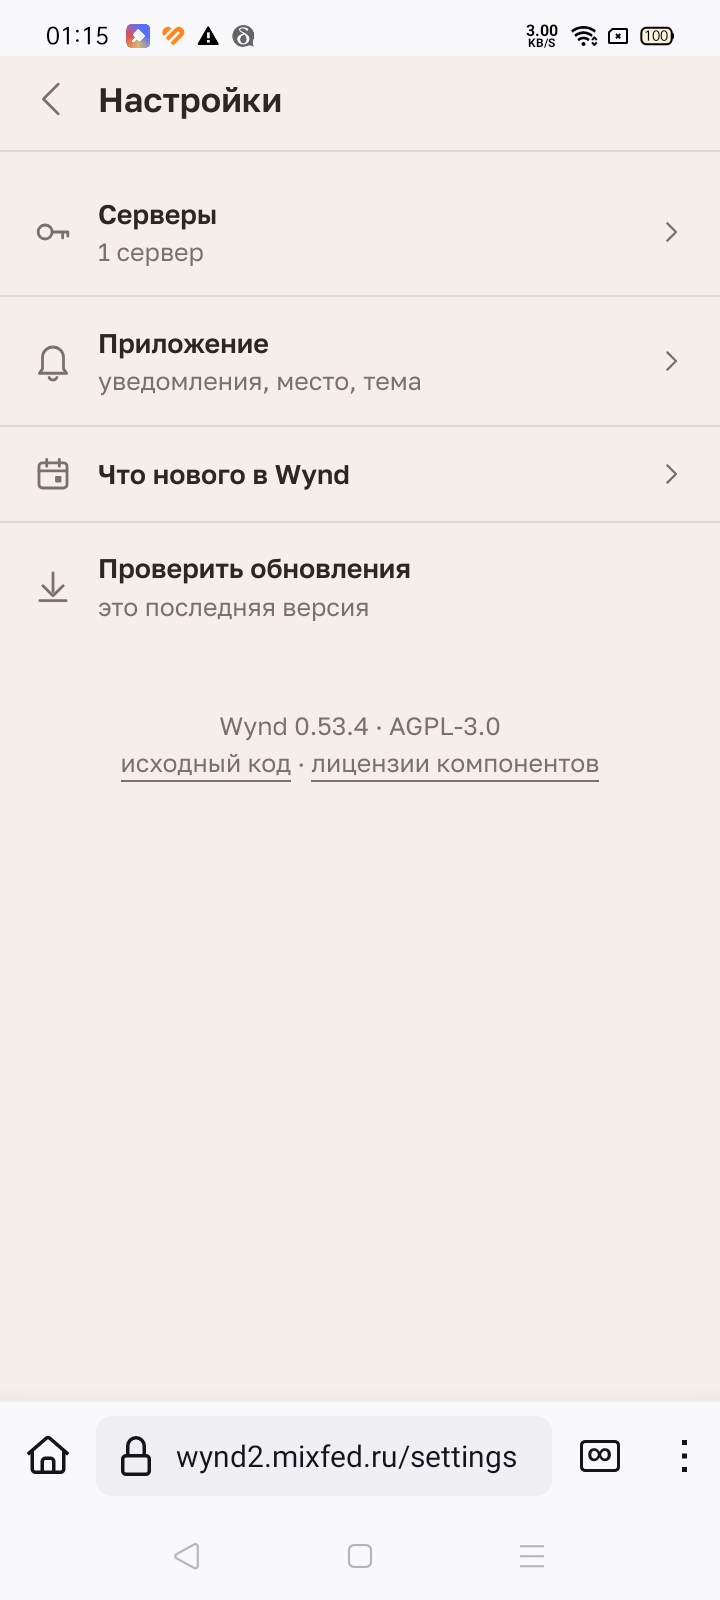 01:15
3.00
KB/S
100
Настройки
Серверы
1 сервер
Приложение
уведомления, место, тема
Что нового в Wynd
Проверить обновления
это последняя версия
Wynd 0.53.4 · AGPL-3.0
исходный код · лицензии компонентов
wynd2.mixfed.ru/settings